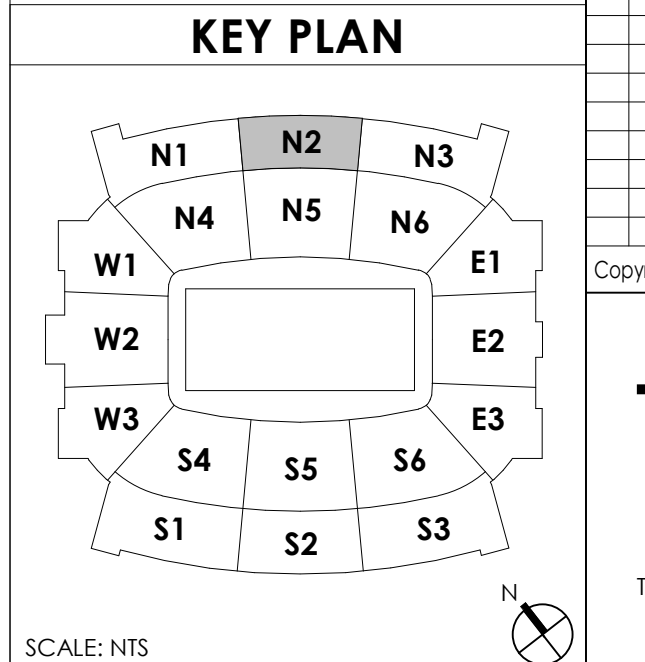 KEY PLAN
N1 N2 N3
N4 N5 N6
W1 E1
Copy
W2 E2
W3 E3
S4 S5 S6
S1 S2 S3
N
T
SCALE: NTS